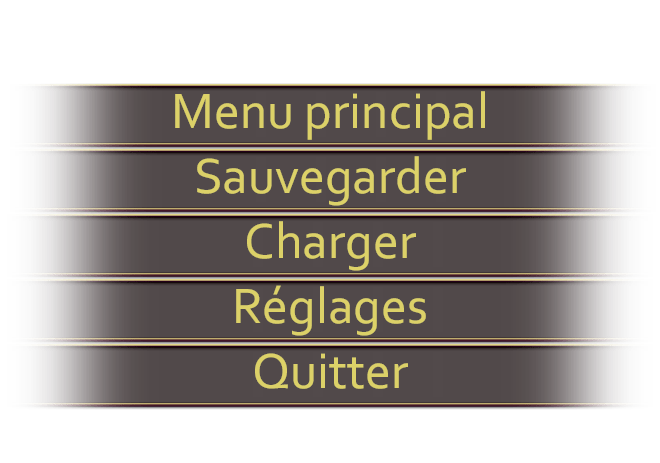 Menu principal
Sauvegarder
Charger
Réglages
Quitter